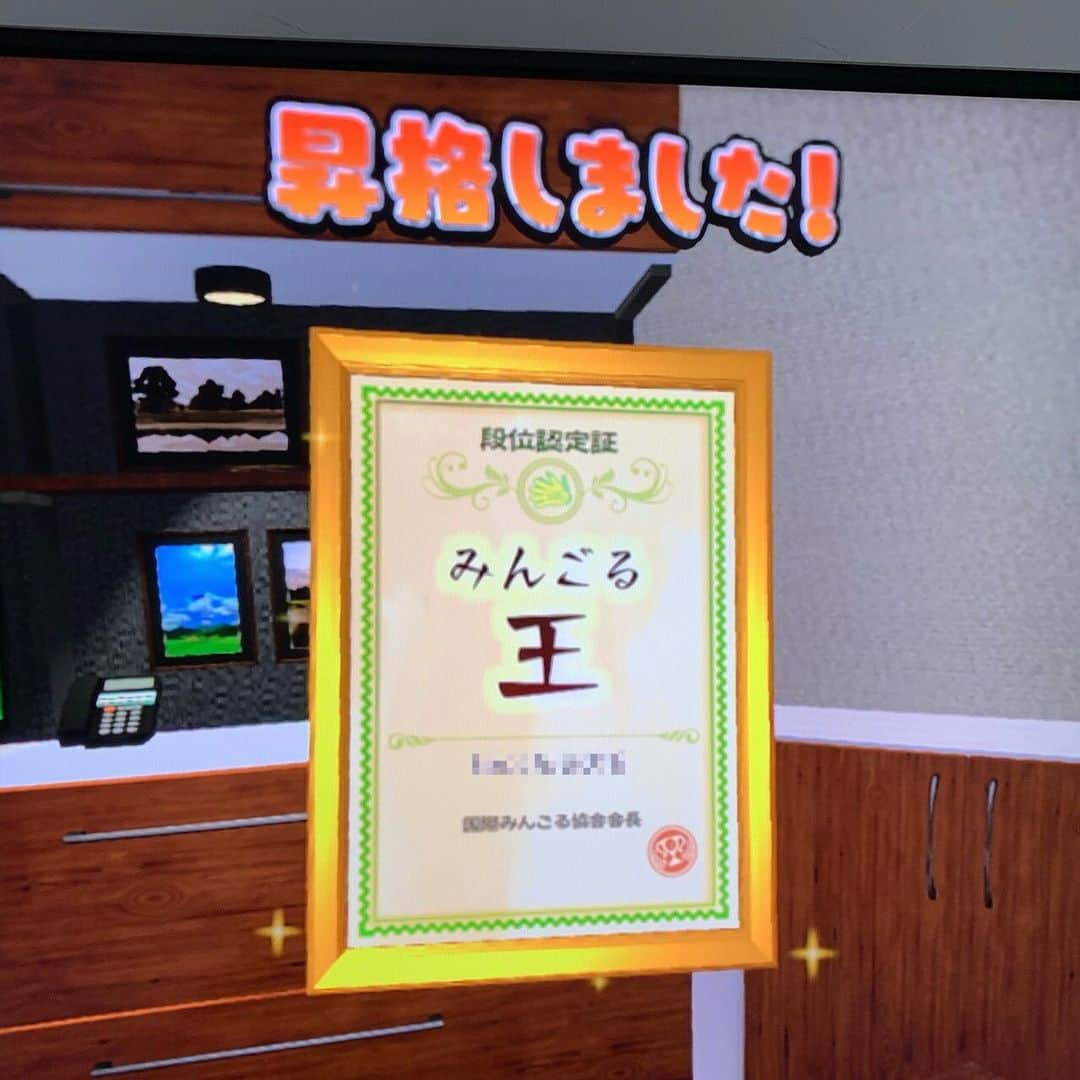 昇格しました!
段位認定証
みんごる
王
国際みんごる協会会長